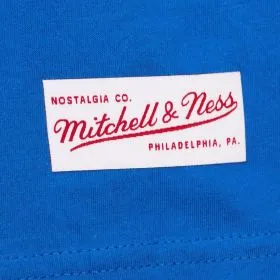 NOSTALGIA CO.
Mitchell & Ness
PHILADELPHIA, PA.